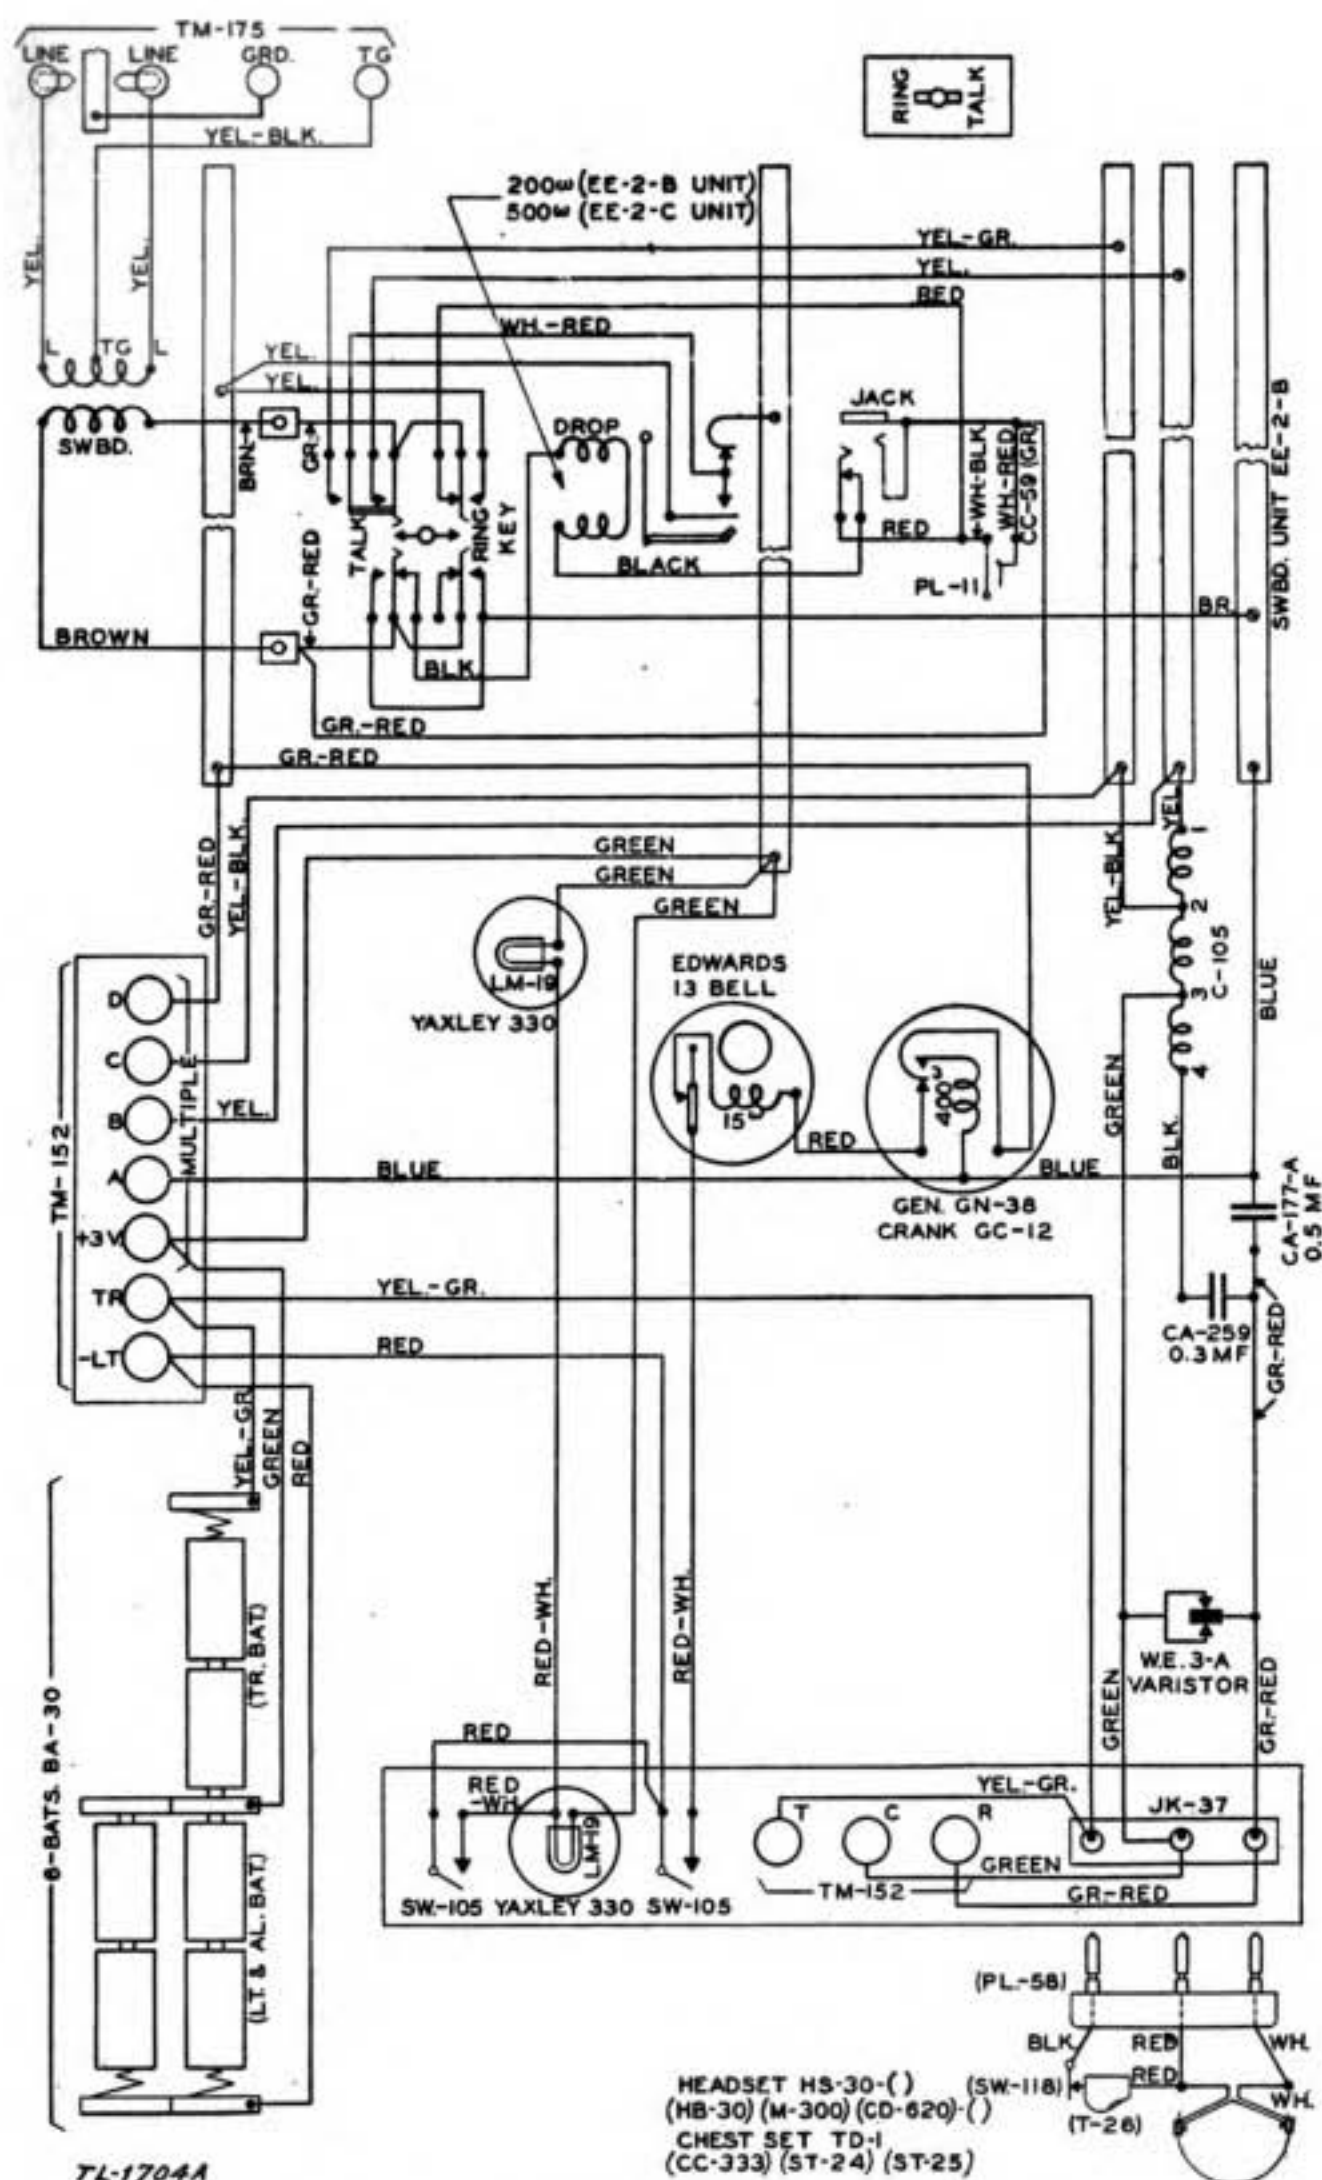 TM-175
LINE
LINE
GRD.
TG
YEL.-BLK.
YEL.
YEL.
RING
TALK
200ω (EE-2-B UNIT)
500ω (EE-2-C UNIT)
YEL-GR.
YEL.
RED
WH.-RED
YEL.
YEL.
L
TG
L
SWBD.
BRN
GR.
DROP
JACK
TALK
RING
KEY
WH-BLK.
WH-RED
CC-59 (GR)
RED
BLACK
PL-11
GR.-RED
BROWN
BLK.
BR.
SWBD. UNIT EE-2-B
GR.-RED
GR.-RED
GR-RED
YEL-BLK.
GREEN
GREEN
GREEN
YEL-BLK.
YEL.
1
2
3
4
C-105
BLUE
LM-19
YAXLEY 330
EDWARDS
13 BELL
15
RED
400
GEN. GN-38
CRANK GC-12
GREEN
BLK.
TM-152
MULTIPLE
D
C
B
A
+3V
TR
-LT
YEL.
BLUE
BLUE
CA-177-A
0.5 MF
YEL.-GR.
RED
CA-259
0.3 MF
GR.-RED
YEL.-GR.
GREEN
RED
6-BATS. BA-30
(TR. BAT.)
(LT. & AL. BAT.)
RED-WH.
RED-WH.
W.E. 3-A
VARISTOR
GREEN
GR.-RED
RED
RED
-WH.
LM-19
SW.-105 YAXLEY 330 SW-105
T
C
R
TM-152
YEL-GR.
JK-37
GREEN
GR-RED
(PL.-58)
BLK.
RED
WH.
RED
WH.
(SW.-118)
(T-26)
HEADSET HS-30-( )
(HB-30) (M-300) (CD-620)-( )
CHEST SET TD-1
(CC-333) (ST-24) (ST-25)
TL-1704A